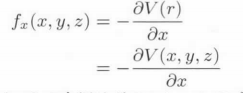 f_x(x, y, z) = -\frac{\partial V(r)}{\partial x}
= -\frac{\partial V(x, y, z)}{\partial x}